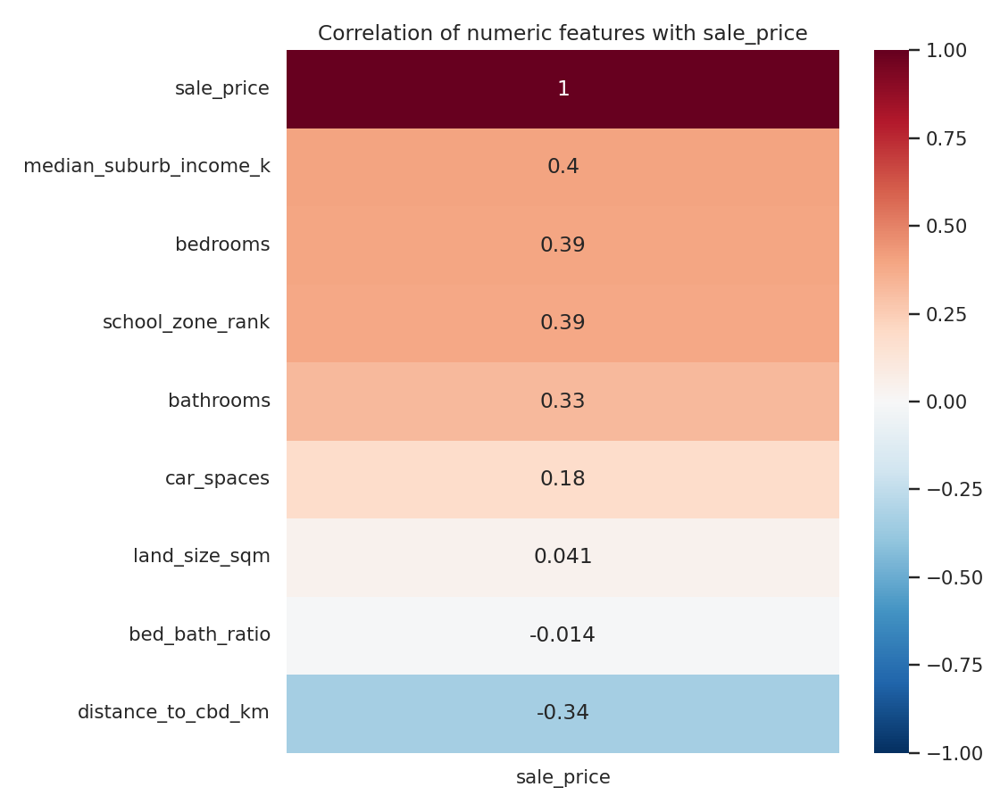 Correlation of numeric features with sale_price
sale_price
1
median_suburb_income_k
0.4
bedrooms
0.39
school_zone_rank
0.39
bathrooms
0.33
car_spaces
0.18
land_size_sqm
0.041
bed_bath_ratio
-0.014
distance_to_cbd_km
-0.34
sale_price
1.00
0.75
0.50
0.25
0.00
−0.25
−0.50
−0.75
−1.00